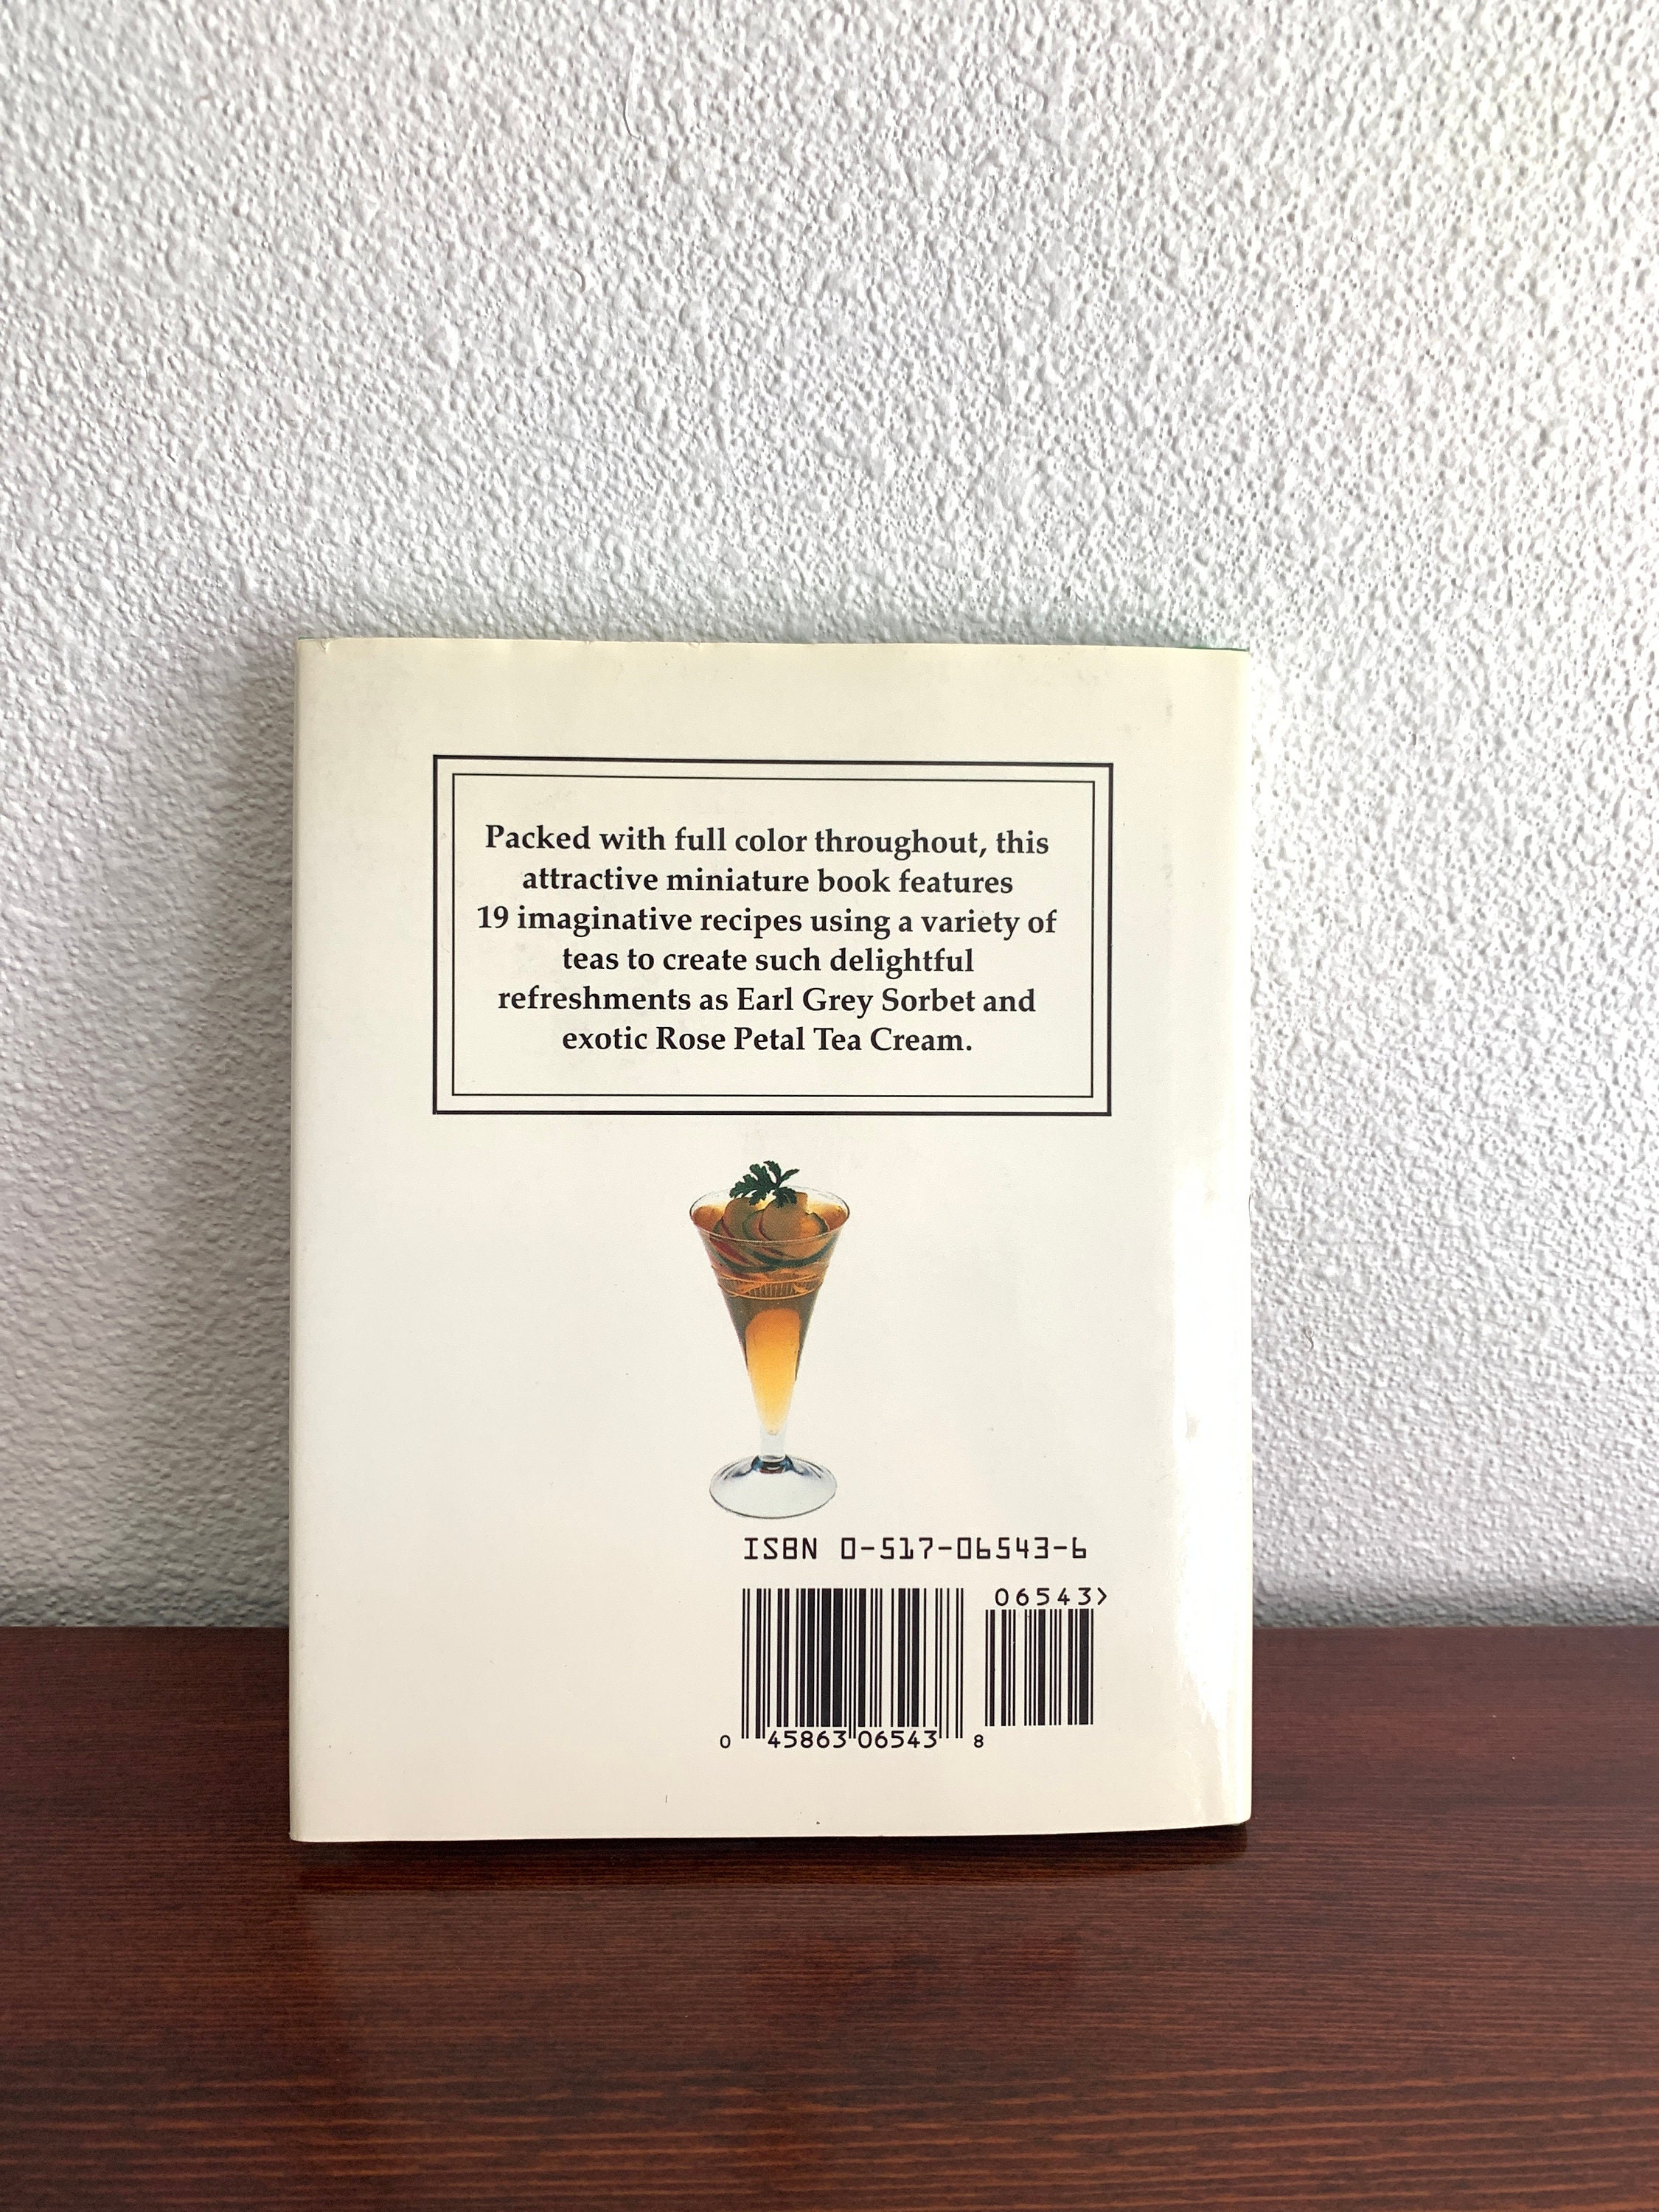 Packed with full color throughout, this
attractive miniature book features
19 imaginative recipes using a variety of
teas to create such delightful
refreshments as Earl Grey Sorbet and
exotic Rose Petal Tea Cream.
ISBN 0-517-06543-6
06543>
0 45863 06543 8